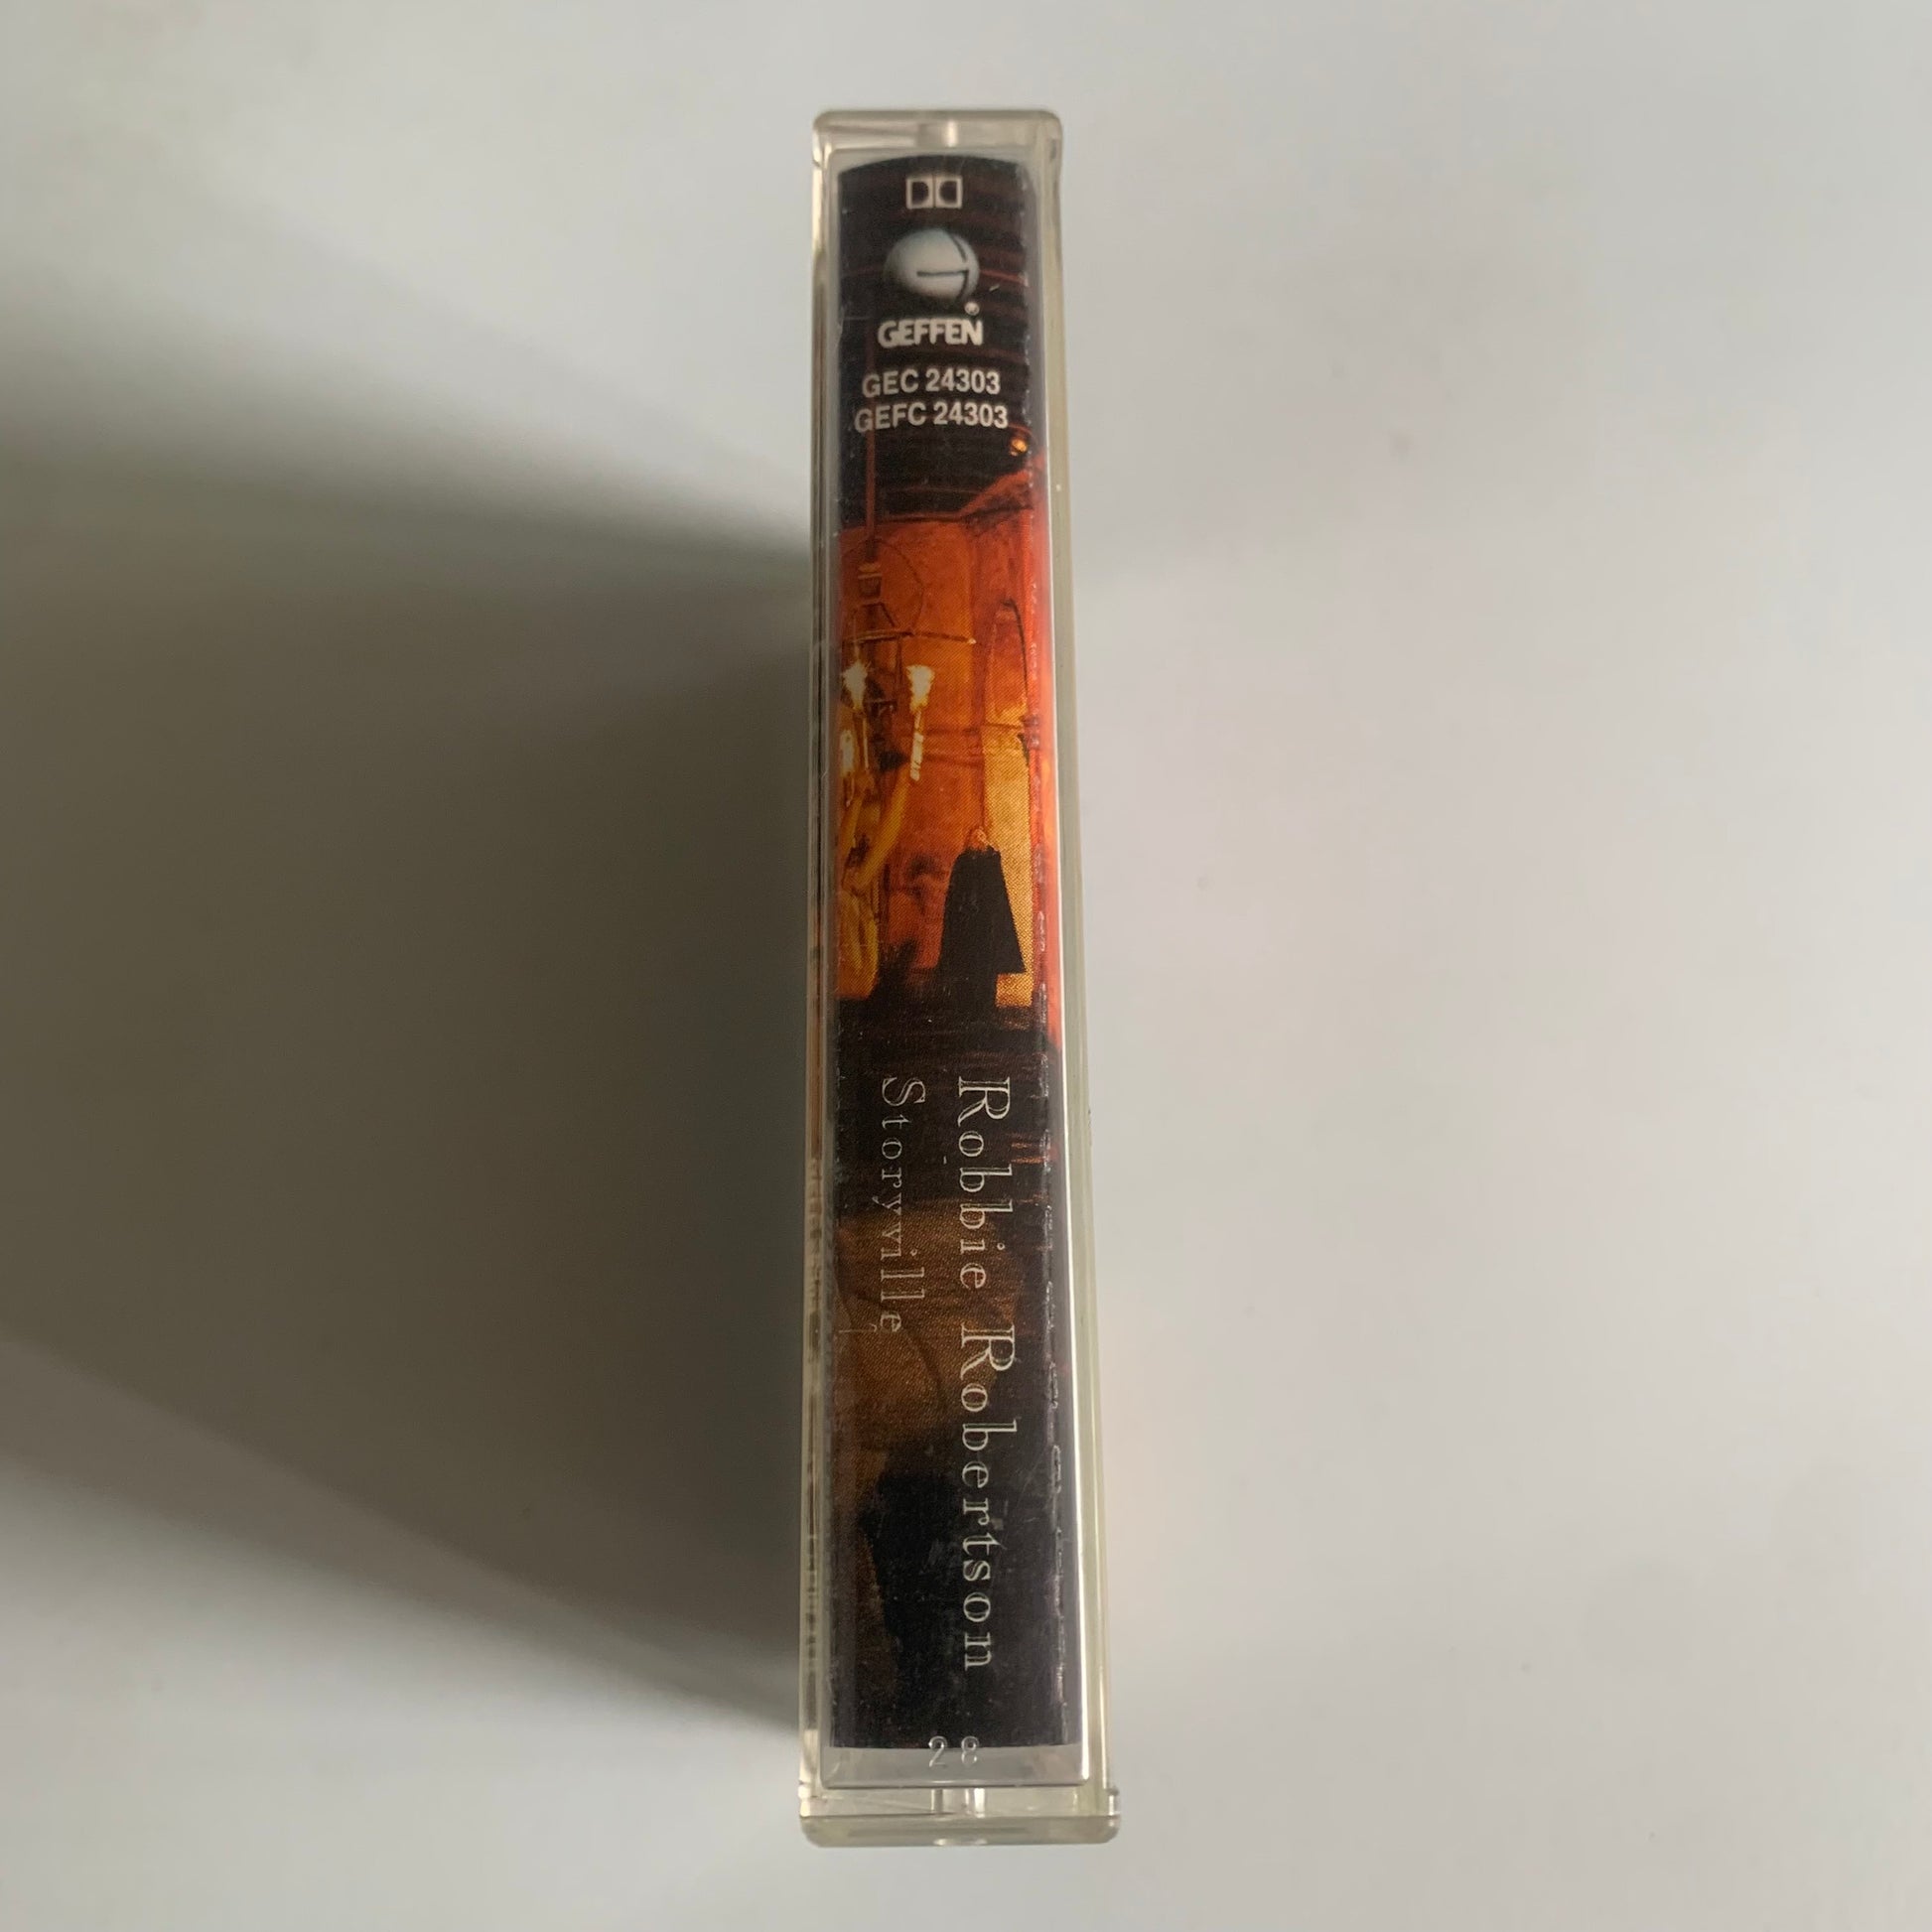 GEFFEN®
GEC 24303
GEFC 24303
Robbie Robertson
Storyville
28